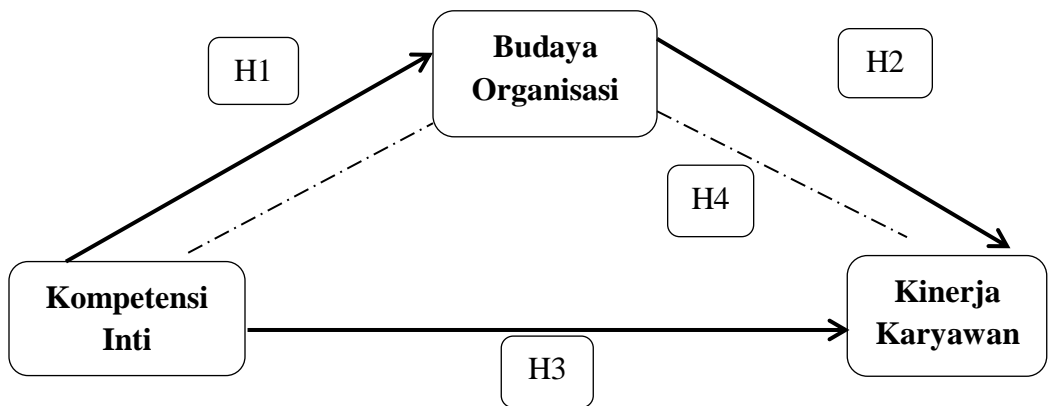 Budaya
Organisasi
H1
H2
H4
Kompetensi
Inti
Kinerja
Karyawan
H3